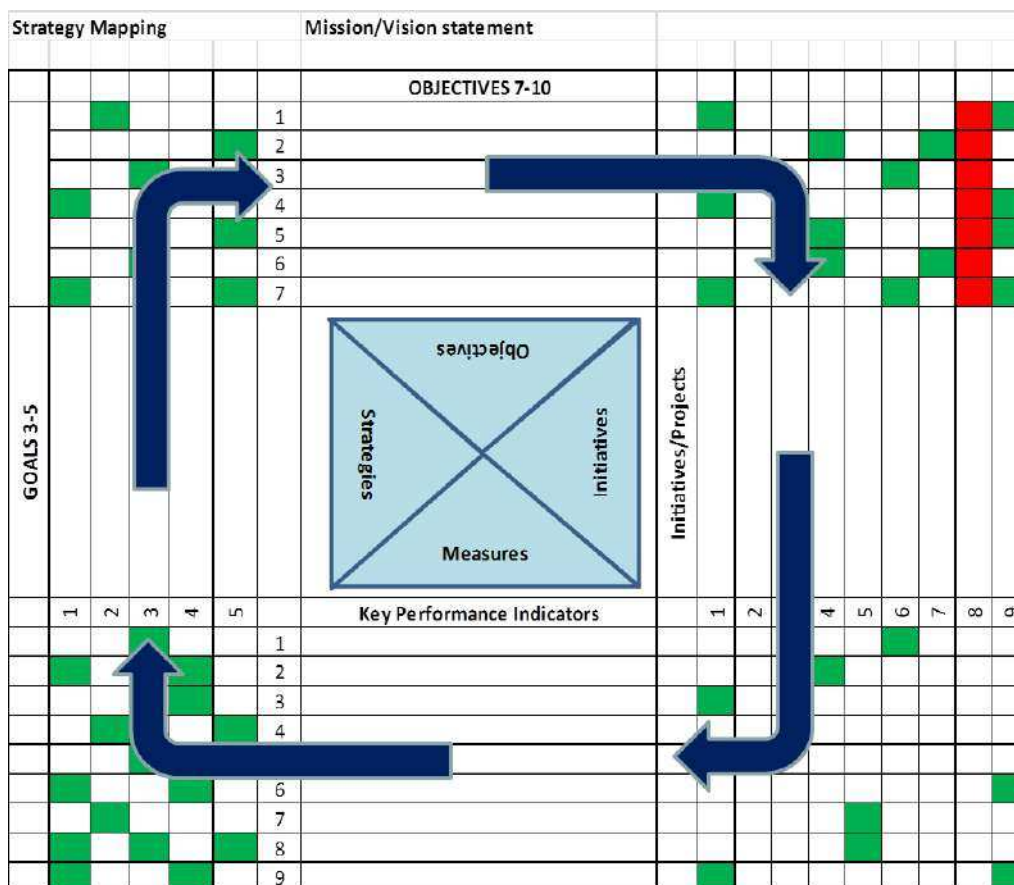 Strategy Mapping Mission/Vision statement
OBJECTIVES 7-10
1
2
3
4
5
6
7
GOALS 3-5
Objectives
Strategies
Initiatives
Measures
Initiatives/Projects
1 2 3 4 5 Key Performance Indicators 1 2 4 5 6 7 8 9
1
2
3
4
6
7
8
9